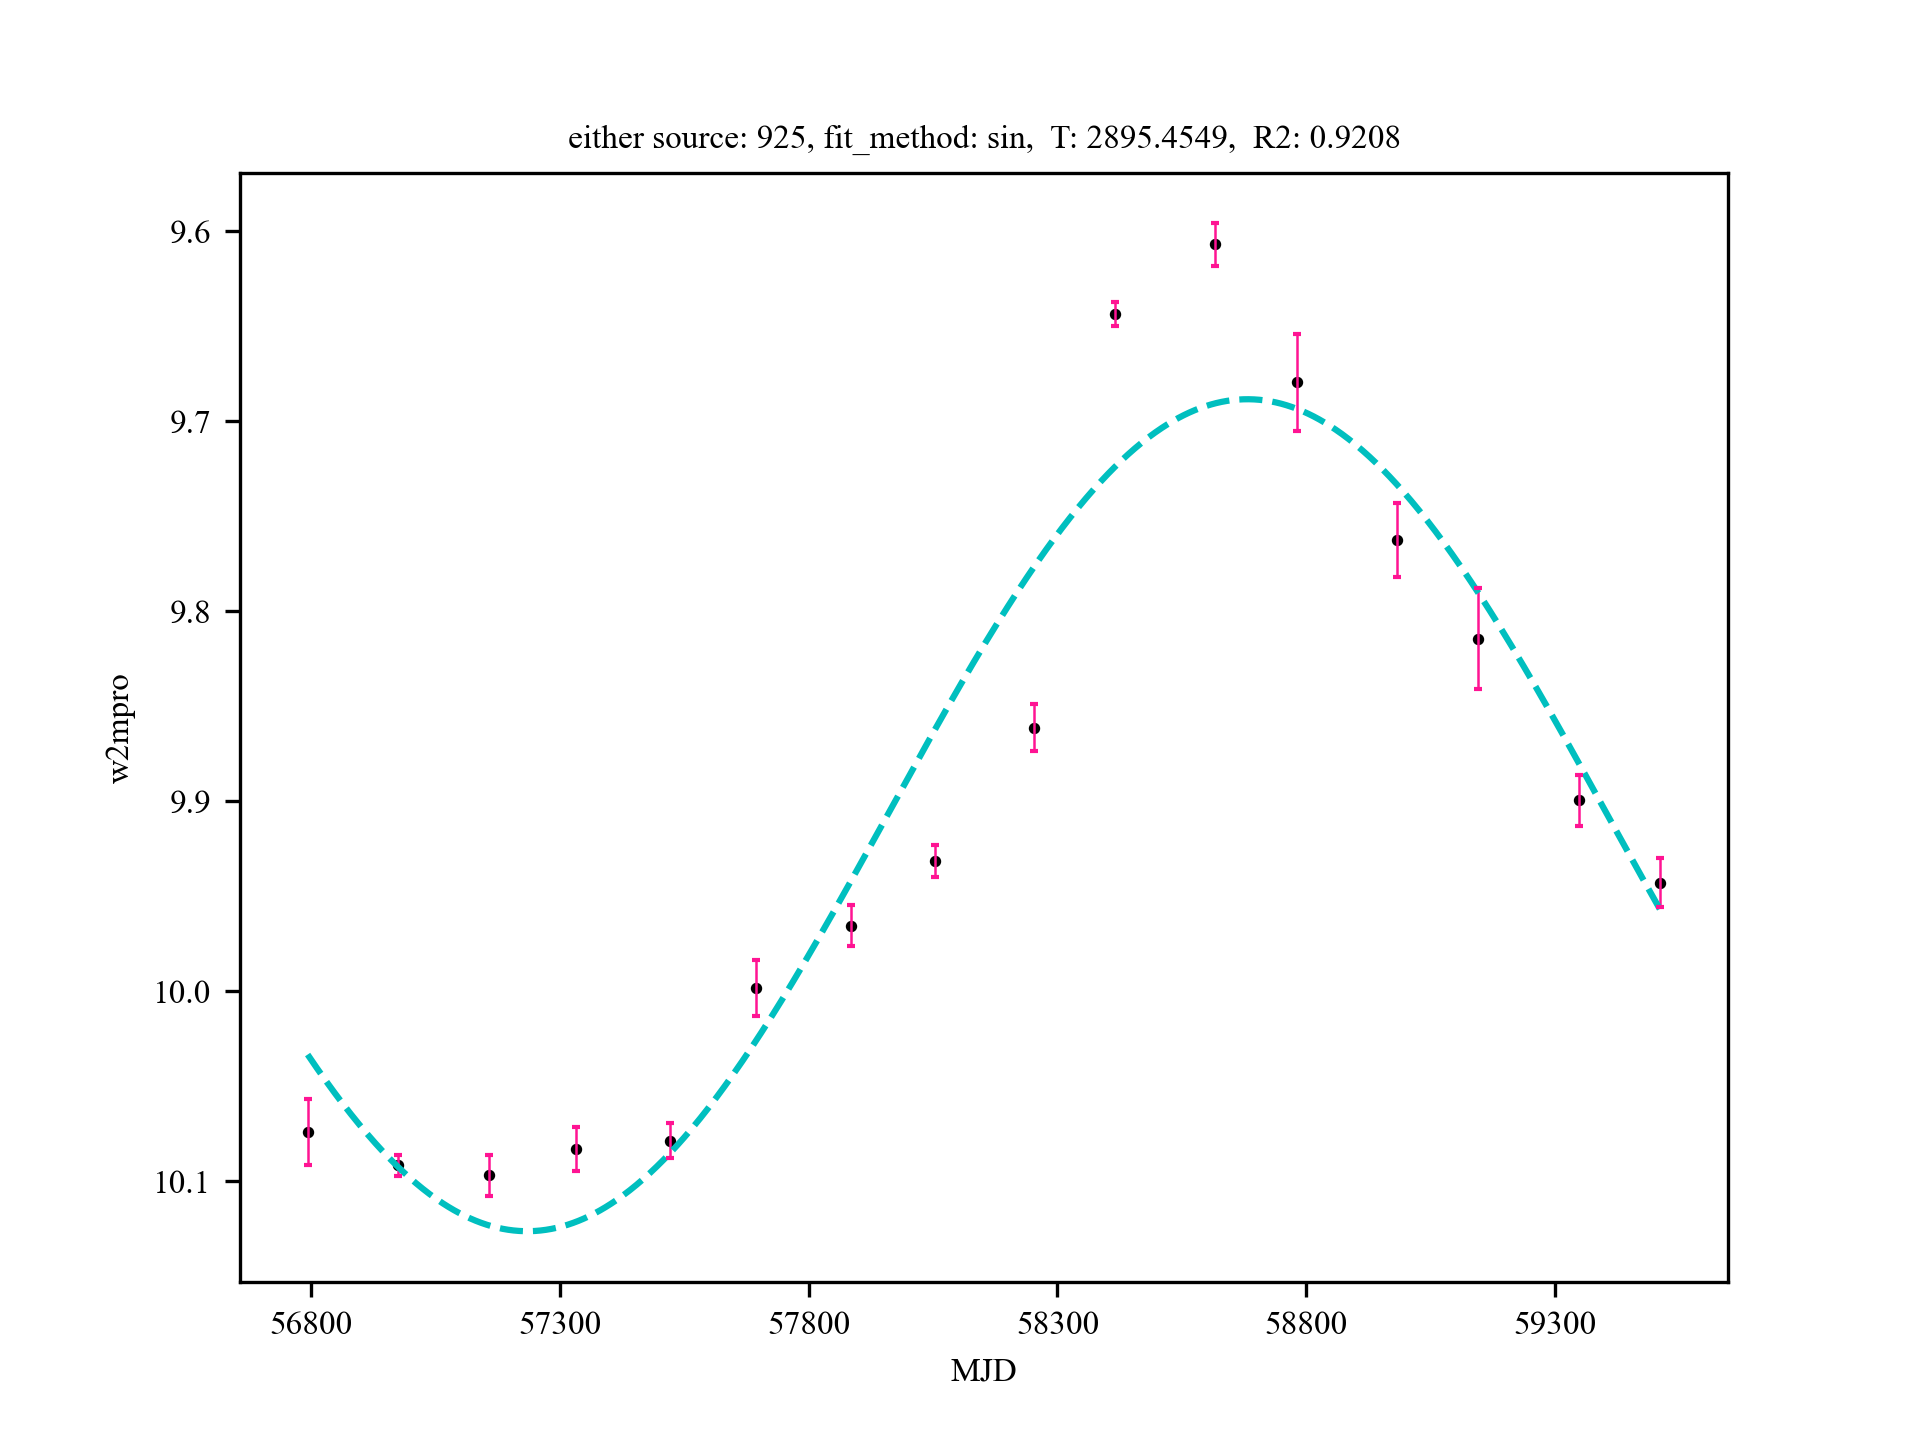 either source: 925, fit_method: sin,  T: 2895.4549,  R2: 0.9208
9.6
9.7
9.8
9.9
10.0
10.1
w2mpro
56800 57300 57800 58300 58800 59300
MJD